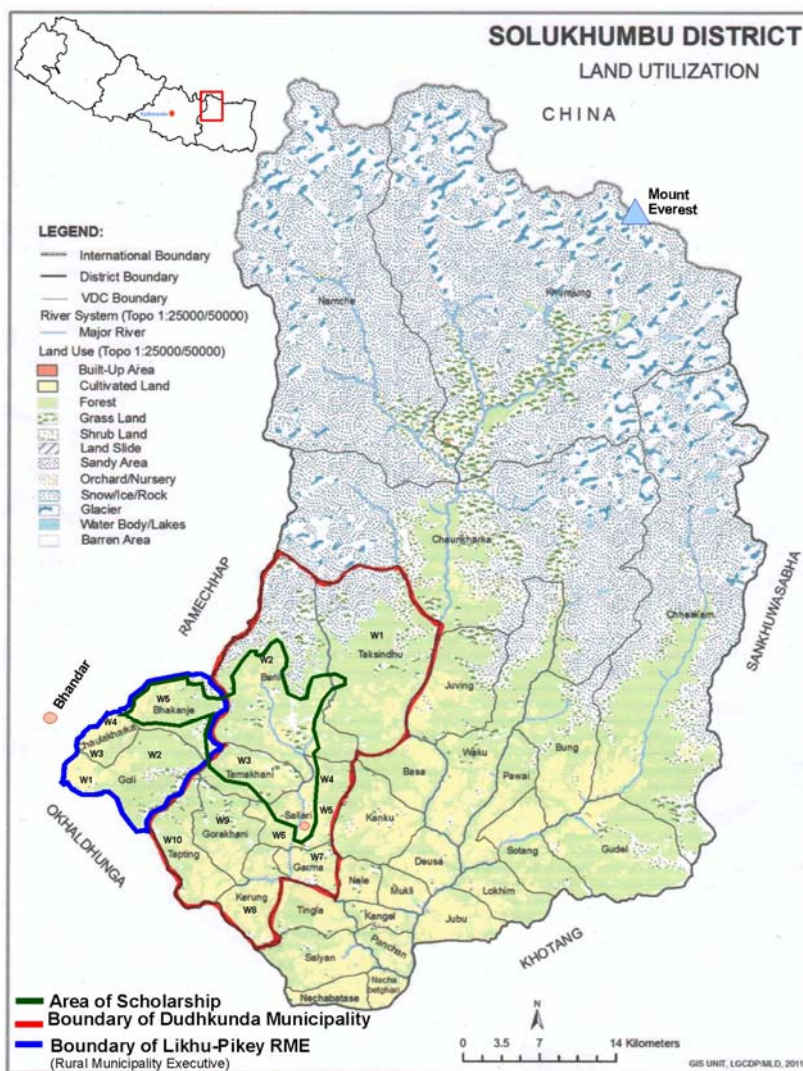 SOLUKHUMBU DISTRICT
LAND UTILIZATION
CHINA
Kathmandu
Mount
Everest
LEGEND:
International Boundary
District Boundary
VDC Boundary
River System (Topo 1:25000/50000)
Major River
Land Use (Topo 1:25000/50000)
Built-Up Area
Cultivated Land
Forest
Grass Land
Shrub Land
Land Slide
Sandy Area
Orchard/Nursery
Snow/Ice/Rock
Glacier
Water Body/Lakes
Barren Area
Namche
Khumjung
Chaunkharka
RAMECHHAP
Chheskam
SANKHUWASABHA
W1
Taksindhu
W2
Beni
Juving
Bhandar
W5
Bhakanje
W4
Chaulakharka
W3
W2
W1
Goli
W3
Tamakhani
W4
Waku
Bung
Basa
Pawai
OKHALDHUNGA
W9
Gorakhani
Salleri
W5
W6
Kanku
W10
Tapting
W7
Garma
Deusa
Sotang
Gudel
Kerung
W8
Nele
Mukli
Lokhim
Tingla
Kangel
Jubu
Panchan
KHOTANG
Salyan
Necha
betghari
Nechabatase
Area of Scholarship
Boundary of Dudhkunda Municipality
Boundary of Likhu-Pikey RME
(Rural Municipality Executive)
N
0 3.5 7 14 Kilometers
GIS UNIT, LGCDP/MLD, 2011